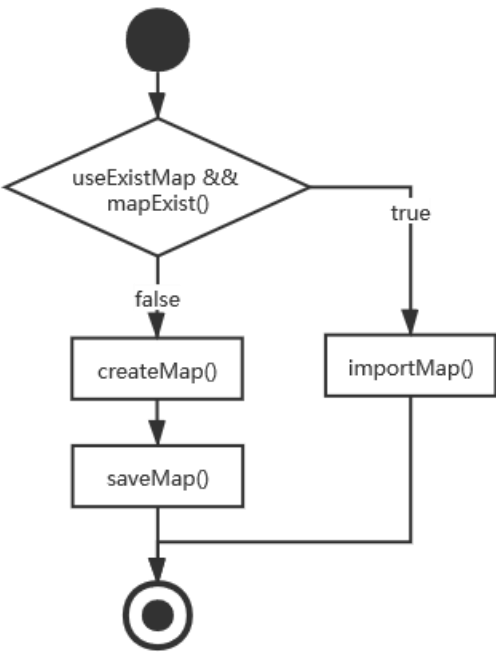 useExistMap &&
mapExist()
true
false
createMap()
importMap()
saveMap()